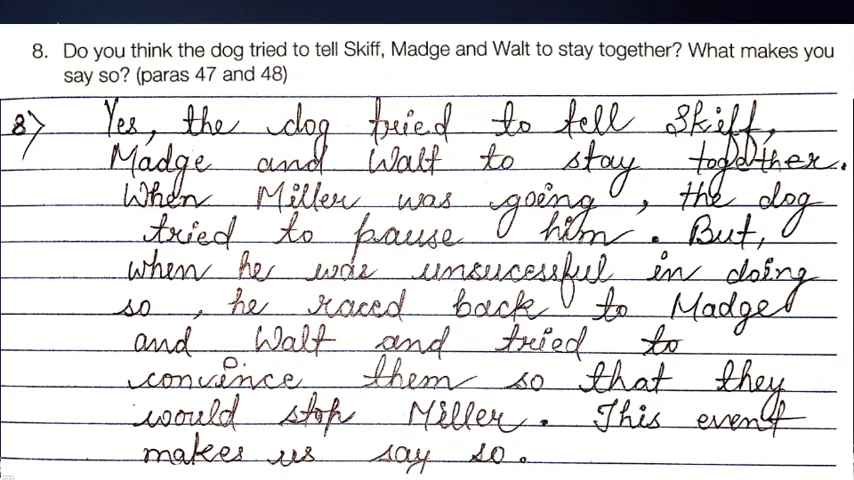 8. Do you think the dog tried to tell Skiff, Madge and Walt to stay together? What makes you
say so? (paras 47 and 48)
8) Yes, the dog tried to tell Skiff,
Madge and Walt to stay together.
When Miller was going, the dog
tried to pause him. But,
when he was unsucessful in doing
so, he raced back to Madge
and Walt and tried to
convince them so that they
would stop Miller. This event
makes us say so.